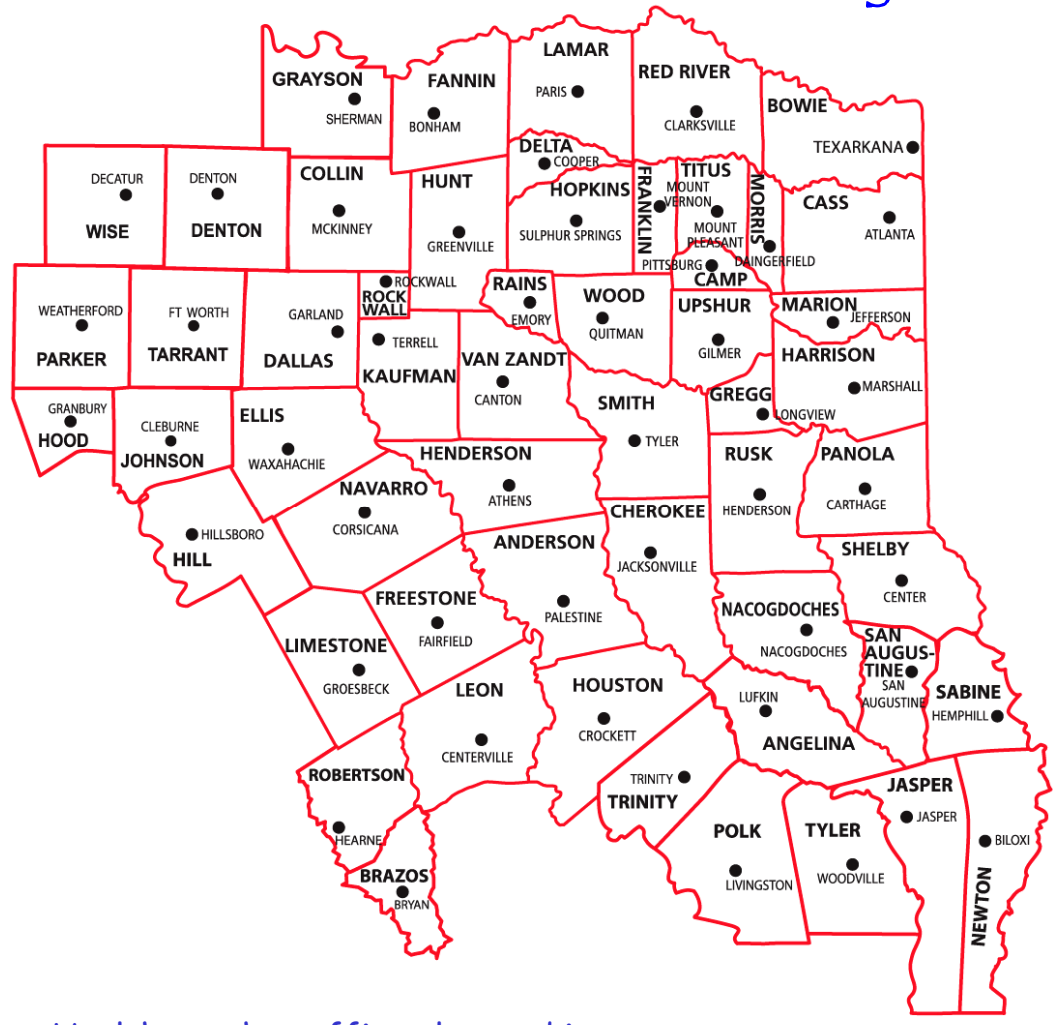 GRAYSON
SHERMAN
FANNIN
BONHAM
LAMAR
PARIS
RED RIVER
CLARKSVILLE
BOWIE
TEXARKANA
DECATUR
WISE
DENTON
DENTON
COLLIN
MCKINNEY
HUNT
GREENVILLE
DELTA
COOPER
HOPKINS
SULPHUR SPRINGS
FRANKLIN
MOUNT
VERNON
TITUS
MOUNT
PLEASANT
MORRIS
DAINGERFIELD
CASS
ATLANTA
PITTSBURG
CAMP
WEATHERFORD
PARKER
FT WORTH
TARRANT
GARLAND
DALLAS
ROCKWALL
ROCK
WALL
TERRELL
KAUFMAN
RAINS
EMORY
WOOD
QUITMAN
UPSHUR
GILMER
MARION
JEFFERSON
HARRISON
MARSHALL
VAN ZANDT
CANTON
SMITH
TYLER
GREGG
LONGVIEW
GRANBURY
HOOD
CLEBURNE
JOHNSON
ELLIS
WAXAHACHIE
HENDERSON
ATHENS
NAVARRO
CORSICANA
RUSK
HENDERSON
PANOLA
CARTHAGE
CHEROKEE
JACKSONVILLE
HILLSBORO
HILL
ANDERSON
PALESTINE
SHELBY
CENTER
FREESTONE
FAIRFIELD
LIMESTONE
GROESBECK
NACOGDOCHES
NACOGDOCHES
SAN
AUGUS-
TINE
SAN
AUGUSTINE
SABINE
HEMPHILL
LEON
CENTERVILLE
HOUSTON
CROCKETT
LUFKIN
ANGELINA
ROBERTSON
HEARNE
TRINITY
TRINITY
POLK
LIVINGSTON
TYLER
WOODVILLE
JASPER
JASPER
BILOXI
NEWTON
BRAZOS
BRYAN